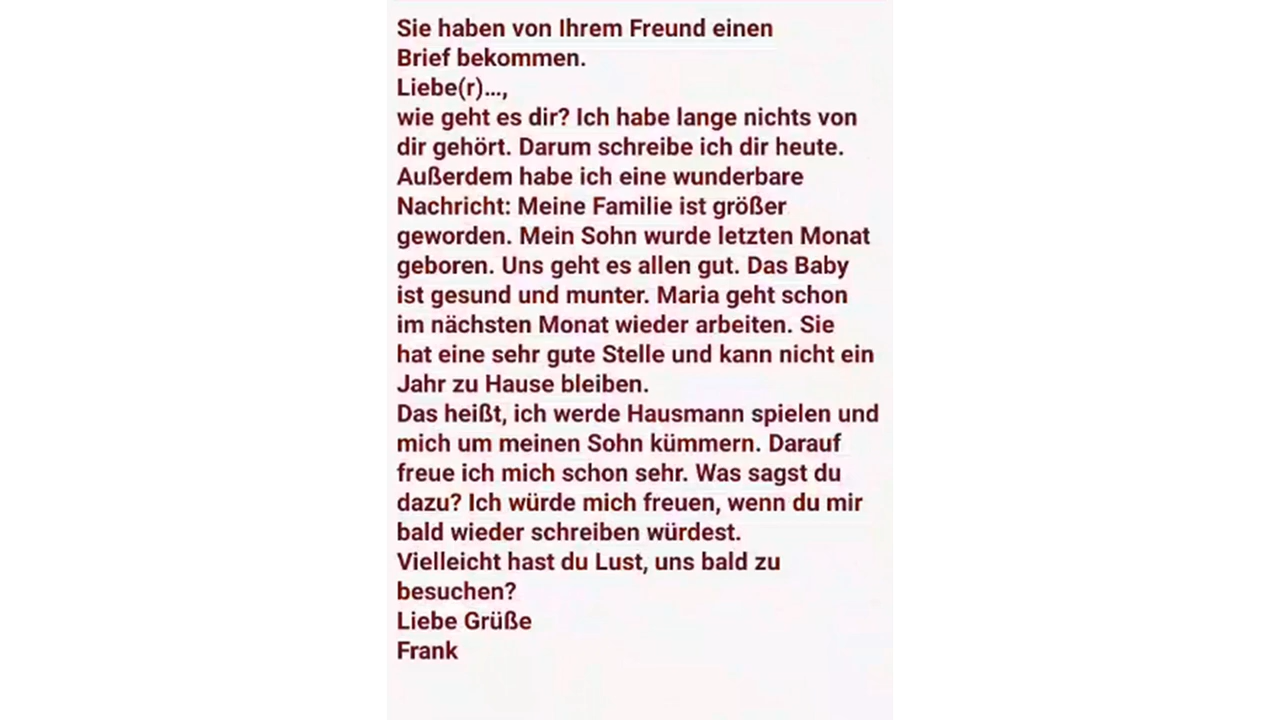 Sie haben von Ihrem Freund einen
Brief bekommen.
Liebe(r)...,
wie geht es dir? Ich habe lange nichts von
dir gehört. Darum schreibe ich dir heute.
Außerdem habe ich eine wunderbare
Nachricht: Meine Familie ist größer
geworden. Mein Sohn wurde letzten Monat
geboren. Uns geht es allen gut. Das Baby
ist gesund und munter. Maria geht schon
im nächsten Monat wieder arbeiten. Sie
hat eine sehr gute Stelle und kann nicht ein
Jahr zu Hause bleiben.
Das heißt, ich werde Hausmann spielen und
mich um meinen Sohn kümmern. Darauf
freue ich mich schon sehr. Was sagst du
dazu? Ich würde mich freuen, wenn du mir
bald wieder schreiben würdest.
Vielleicht hast du Lust, uns bald zu
besuchen?
Liebe Grüße
Frank